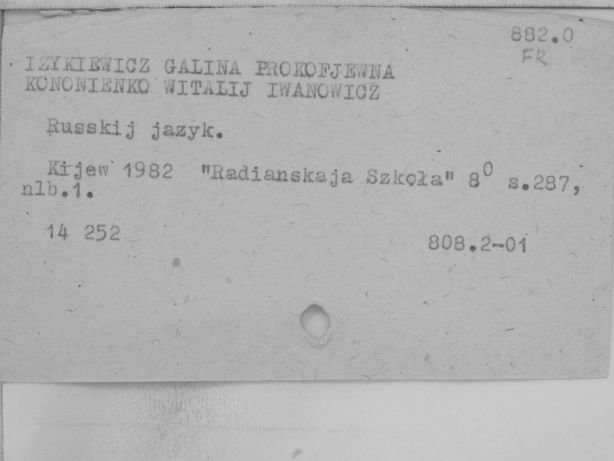 882.0
FR
IZYKIEWICZ GALINA PROKOFJEWNA
KONONIENKO WITALIJ IWANOWICZ
Russkij jazyk.
Kijew 1982 "Radianskaja Szkoła" 8⁰ s.287,
nlb.1.
14 252
808.2-01